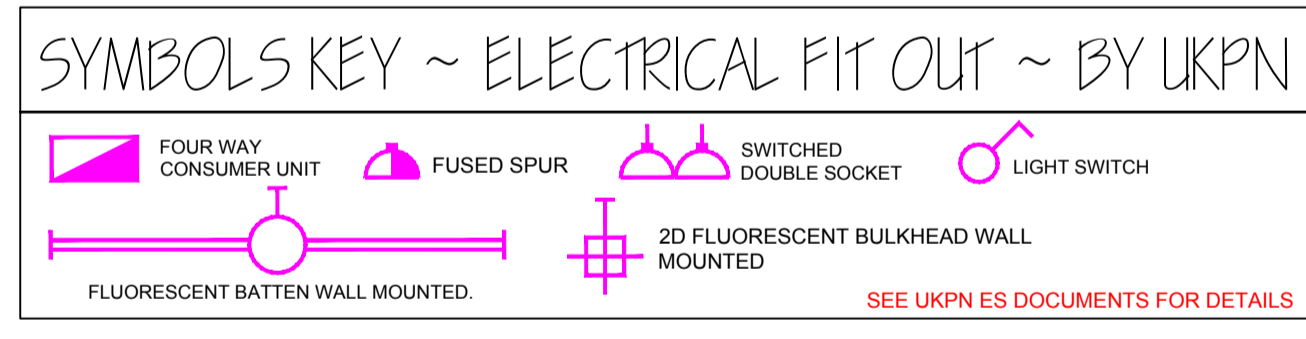 SYMBOLS KEY ~ ELECTRICAL FIT OUT ~ BY UKPN
FOUR WAY
CONSUMER UNIT
FUSED SPUR
SWITCHED
DOUBLE SOCKET
LIGHT SWITCH
FLUORESCENT BATTEN WALL MOUNTED.
2D FLUORESCENT BULKHEAD WALL
MOUNTED
SEE UKPN ES DOCUMENTS FOR DETAILS